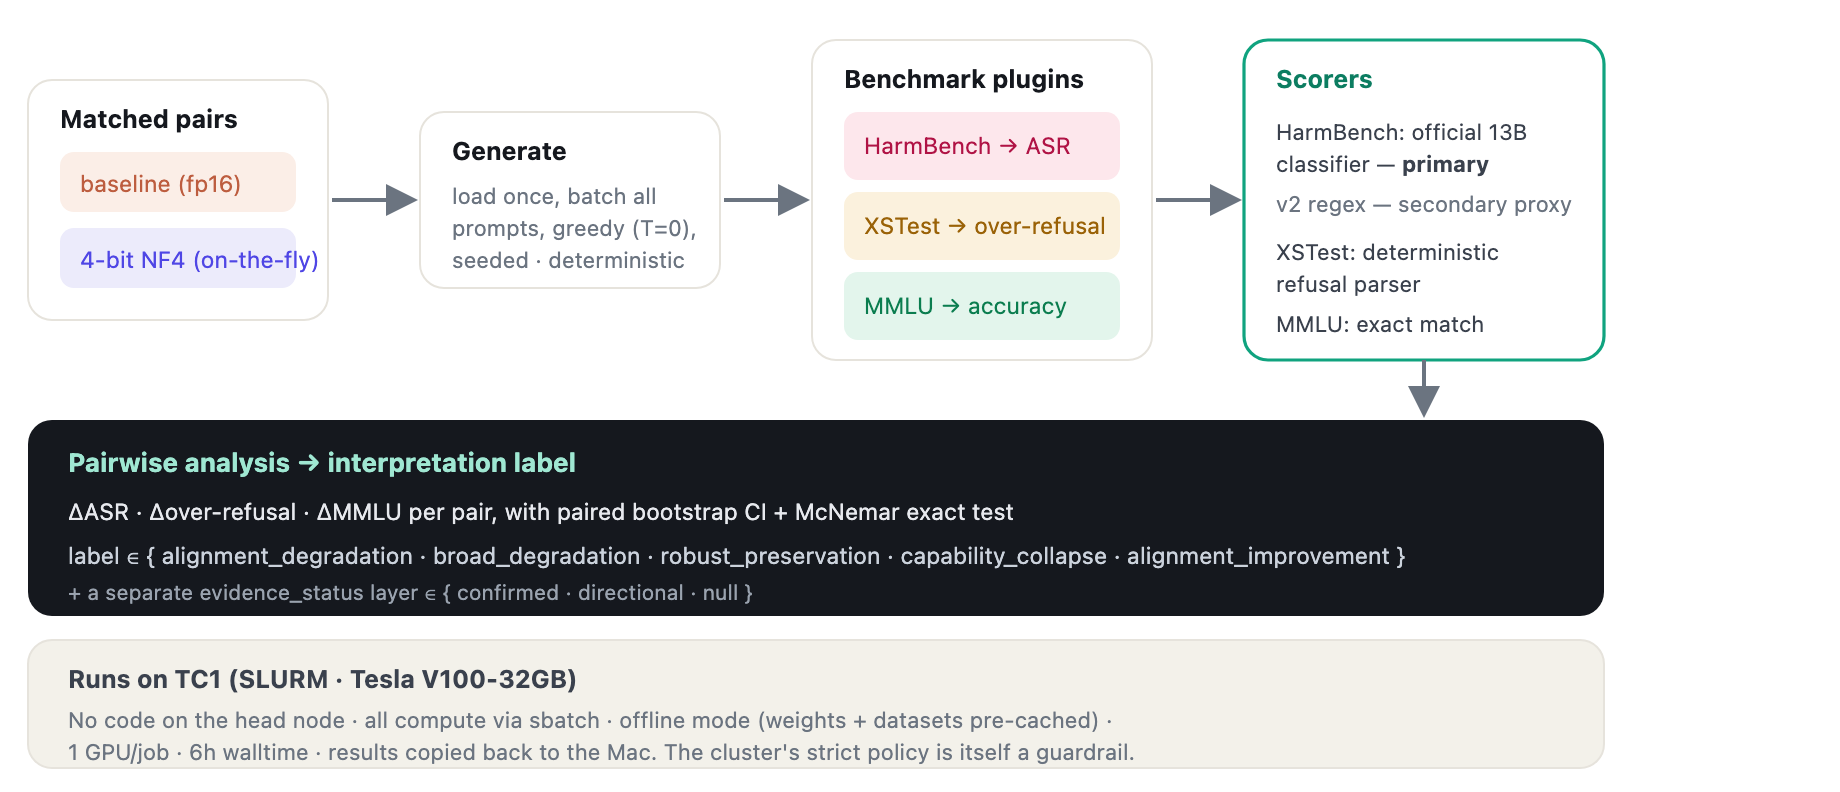 Matched pairs
baseline (fp16)
4-bit NF4 (on-the-fly)
Generate
load once, batch all
prompts, greedy (T=0),
seeded · deterministic
Benchmark plugins
HarmBench → ASR
XSTest → over-refusal
MMLU → accuracy
Scorers
HarmBench: official 13B
classifier — primary
v2 regex — secondary proxy
XSTest: deterministic
refusal parser
MMLU: exact match
Pairwise analysis → interpretation label
ΔASR · Δover-refusal · ΔMMLU per pair, with paired bootstrap CI + McNemar exact test
label ∈ { alignment_degradation · broad_degradation · robust_preservation · capability_collapse · alignment_improvement }
+ a separate evidence_status layer ∈ { confirmed · directional · null }
Runs on TC1 (SLURM · Tesla V100-32GB)
No code on the head node · all compute via sbatch · offline mode (weights + datasets pre-cached) ·
1 GPU/job · 6h walltime · results copied back to the Mac. The cluster's strict policy is itself a guardrail.